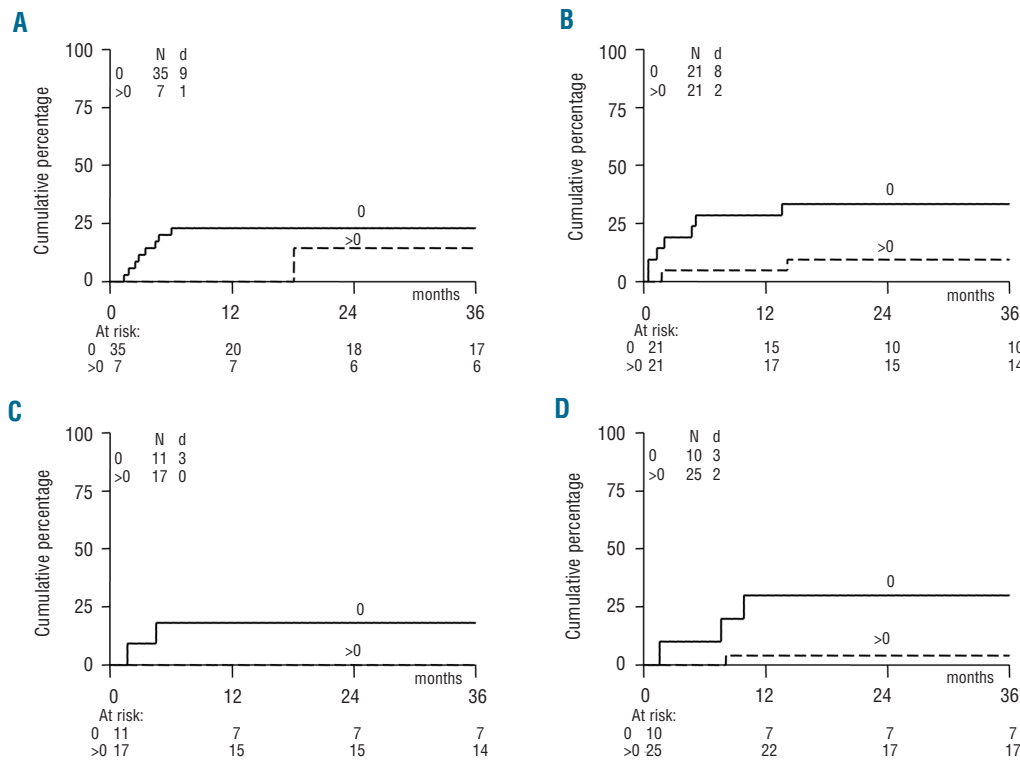 A
Cumulative percentage
100
75
50
25
0
N d
0 35 9
>0 7 1
0
>0
months
0 12 24 36
At risk:
0 35 20 18 17
>0 7 7 6 6
B
Cumulative percentage
100
75
50
25
0
N d
0 21 8
>0 21 2
0
>0
months
0 12 24 36
At risk:
0 21 15 10 10
>0 21 17 15 14
C
Cumulative percentage
100
75
50
25
0
N d
0 11 3
>0 17 0
0
>0
months
0 12 24 36
At risk:
0 11 7 7 7
>0 17 15 15 14
D
Cumulative percentage
100
75
50
25
0
N d
0 10 3
>0 25 2
0
>0
months
0 12 24 36
At risk:
0 10 7 7 7
>0 25 22 17 17